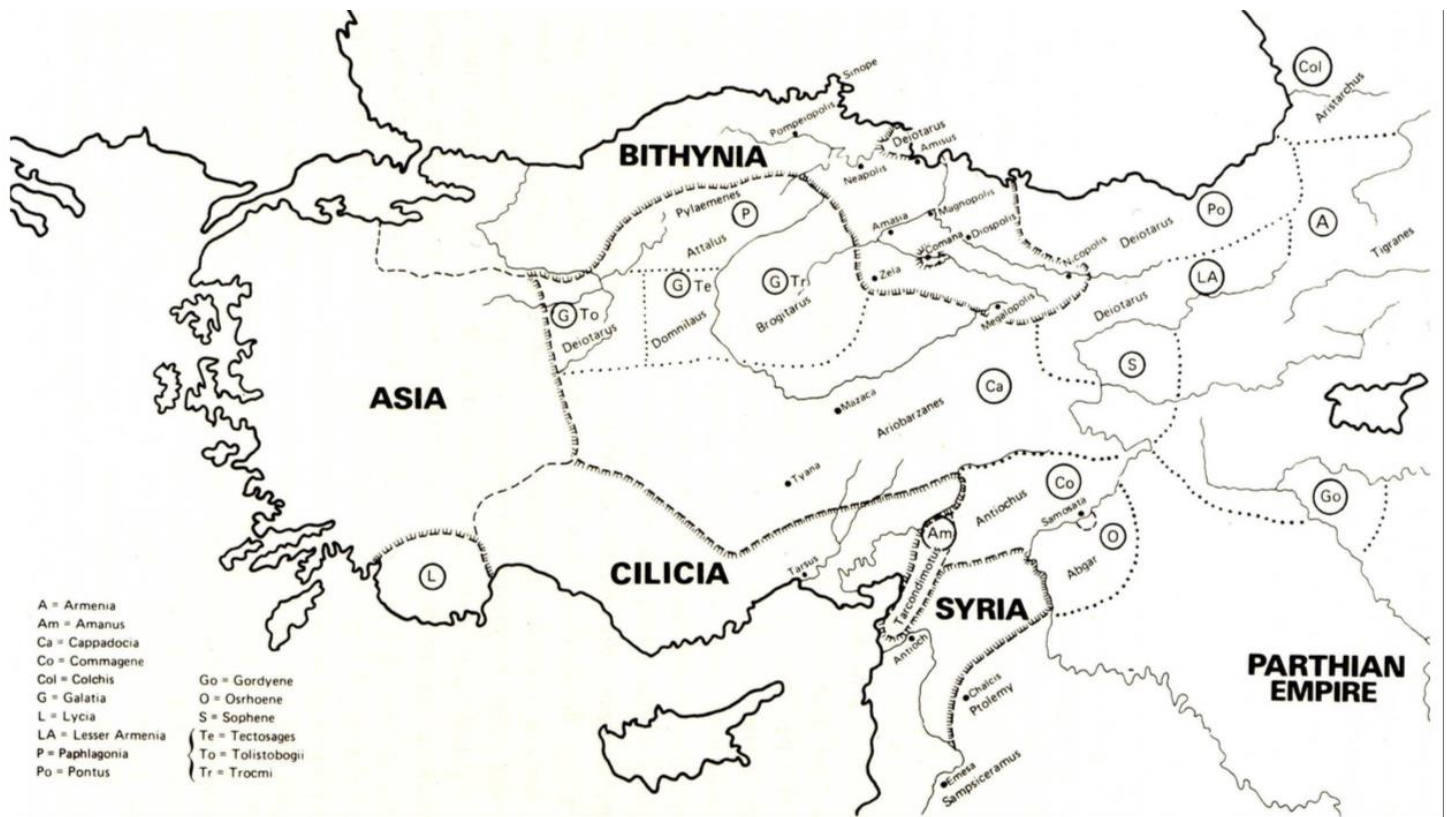 Sinope
Col
Aristarchus
Pompeiopolis
Deiotarus
Amisus
BITHYNIA
Neapolis
Pylaemenes
P
Magnopolis
Po
A
Amasia
Diospolis
Deiotarus
Attalus
Comana
Tigranes
Nicopolis
Zela
G Te
G Tr
LA
G To
Brogitarus
Megalopolis
Deiotarus
Deiotarus
Domnilaus
S
ASIA
Ca
Mazaca
Ariobarzanes
Tyana
Co
Go
Antiochus
Samosata
Am
O
Tarsus
Abgar
CILICIA
L
Tarcondimotus
SYRIA
Antioch
PARTHIAN
EMPIRE
Chalcis
Ptolemy
Emesa
Sampsiceramus
A = Armenia
Am = Amanus
Ca = Cappadocia
Co = Commagene
Col = Colchis
G = Galatia
L = Lycia
LA = Lesser Armenia
P = Paphlagonia
Po = Pontus
Go = Gordyene
O = Osrhoene
S = Sophene
Te = Tectosages
To = Tolistobogii
Tr = Trocmi